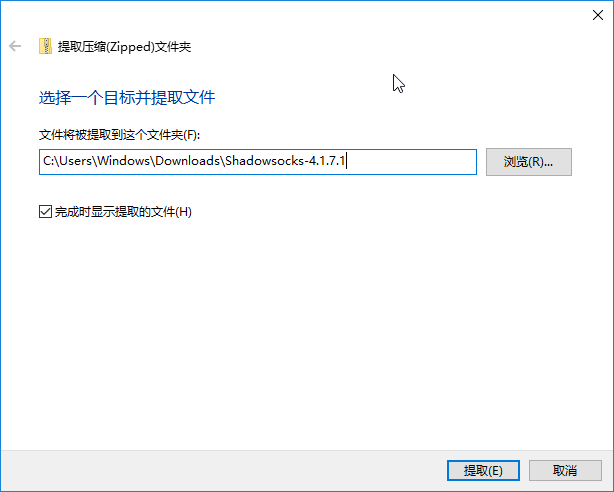 提取压缩(Zipped)文件夹
选择一个目标并提取文件
文件将被提取到这个文件夹(F):
C:\Users\Windows\Downloads\Shadowsocks-4.1.7.1
浏览(R)...
完成时显示提取的文件(H)
提取(E)
取消